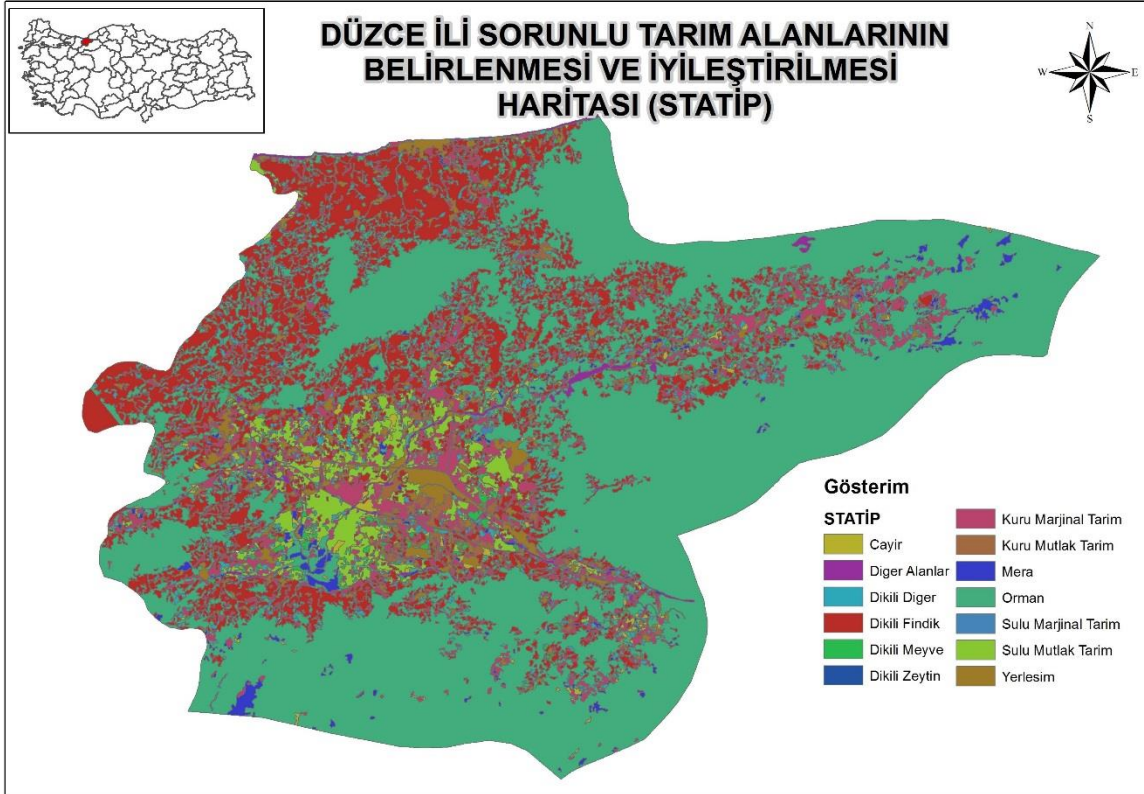 DÜZCE İLİ SORUNLU TARIM ALANLARININ
BELİRLENMESİ VE İYİLEŞTİRİLMESİ
HARİTASI (STATİP)
N
W
E
S
Gösterim
STATİP
Cayir
Diger Alanlar
Dikili Diger
Dikili Findik
Dikili Meyve
Dikili Zeytin
Kuru Marjinal Tarim
Kuru Mutlak Tarim
Mera
Orman
Sulu Marjinal Tarim
Sulu Mutlak Tarim
Yerlesim